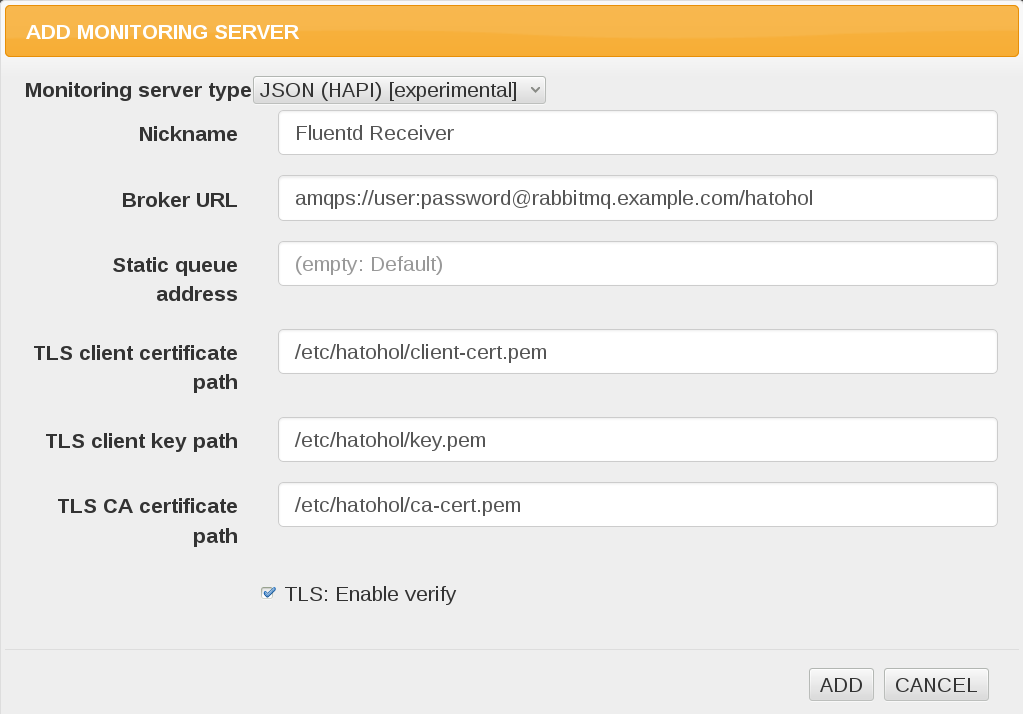 ADD MONITORING SERVER
Monitoring server type JSON (HAPI) [experimental]
Nickname Fluentd Receiver
Broker URL amqps://user:password@rabbitmq.example.com/hatohol
Static queue (empty: Default)
address
TLS client certificate /etc/hatohol/client-cert.pem
path
TLS client key path /etc/hatohol/key.pem
TLS CA certificate /etc/hatohol/ca-cert.pem
path
TLS: Enable verify
ADD CANCEL